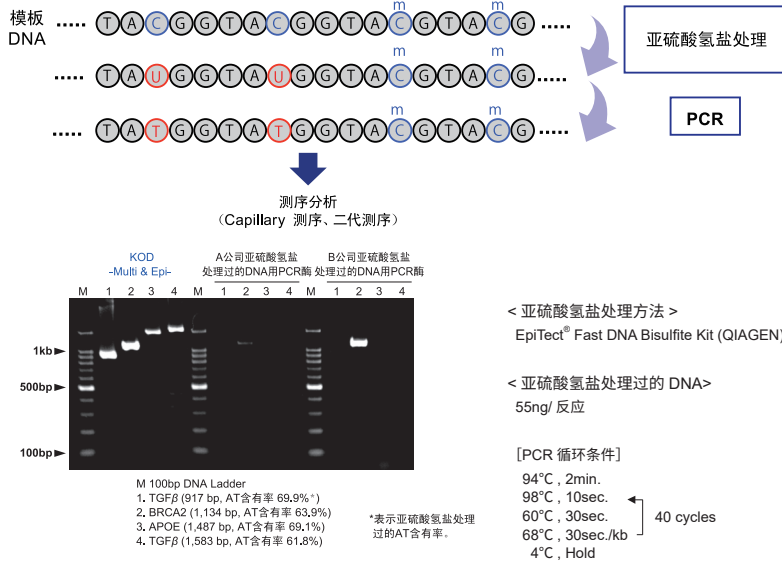 模板
DNA
m m
..... T A C G G T A C G G T A C G T A C G .....
亚硫酸氢盐处理
m m
..... T A U G G T A U G G T A C G T A C G .....
m m
..... T A T G G T A T G G T A C G T A C G .....
PCR
测序分析
(Capillary 测序、二代测序)
KOD
-Multi & Epi-
A公司亚硫酸氢盐
处理过的DNA用PCR酶
B公司亚硫酸氢盐
处理过的DNA用PCR酶
M 1 2 3 4 M 1 2 3 4 M 1 2 3 4
1kb
500bp
100bp
M 100bp DNA Ladder
1. TGFβ (917 bp, AT含有率 69.9%*)
2. BRCA2 (1,134 bp, AT含有率 63.9%)
3. APOE (1,487 bp, AT含有率 69.1%)
4. TGFβ (1,583 bp, AT含有率 61.8%)
*表示亚硫酸氢盐处理
过的AT含有率。
< 亚硫酸氢盐处理方法 >
EpiTect® Fast DNA Bisulfite Kit (QIAGEN)
< 亚硫酸氢盐处理过的 DNA>
55ng/ 反应
[PCR 循环条件]
94℃ , 2min.
98℃ , 10sec.
60℃ , 30sec.
68℃ , 30sec./kb
4℃ , Hold
40 cycles